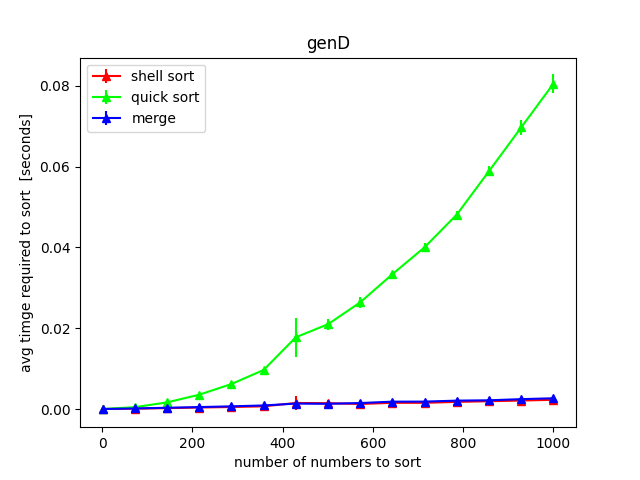 genD
shell sort
quick sort
merge
avg timge required to sort [seconds]
0.08
0.06
0.04
0.02
0.00
0
200
400
600
800
1000
number of numbers to sort